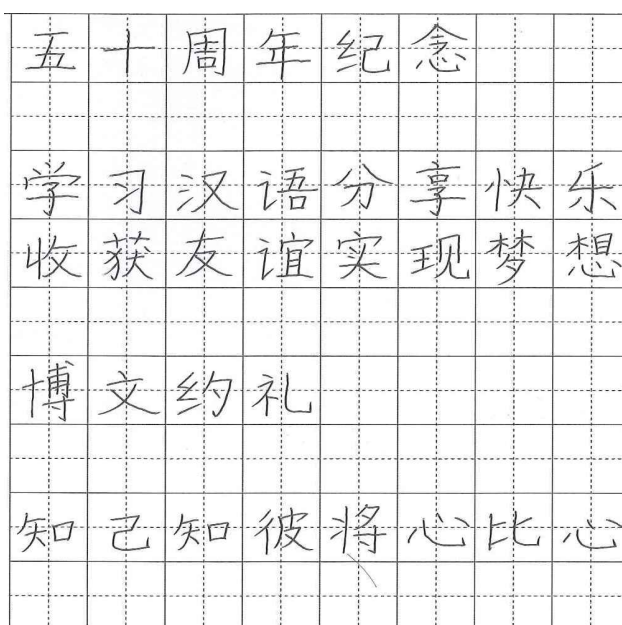 五十周年纪念
学习汉语分享快乐
收获友谊实现梦想
博文约礼
知己知彼将心比心